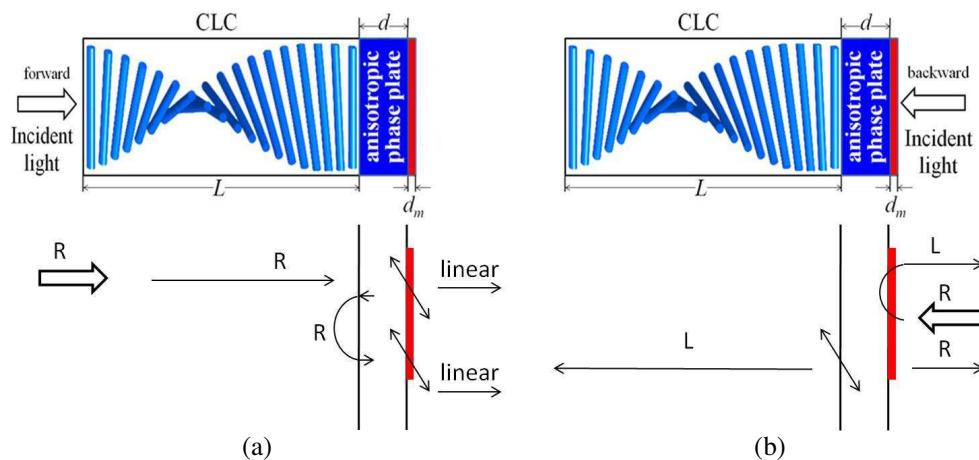 CLC
d
forward
Incident
light
anisotropic
phase plate
L
d_m
R
R
R
linear
linear
(a)
CLC
d
backward
Incident
light
anisotropic
phase plate
L
d_m
L
R
L
R
(b)